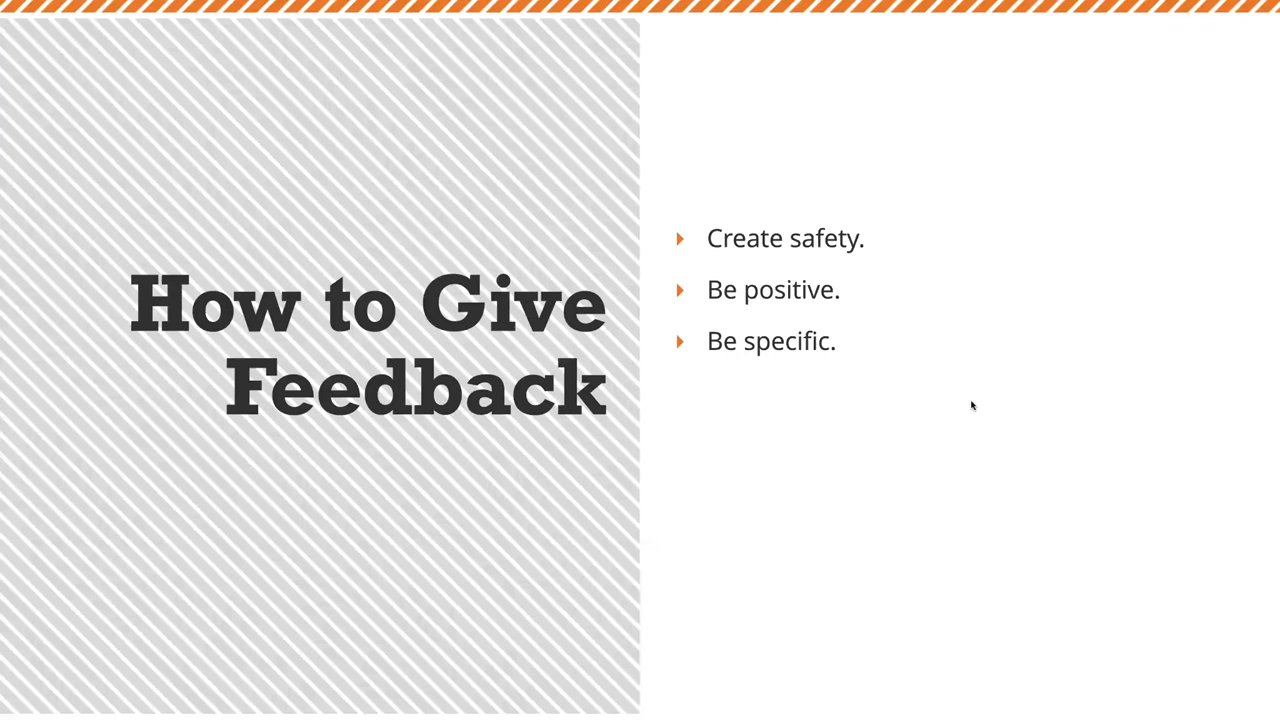 How to Give
Feedback
Create safety.
Be positive.
Be specific.